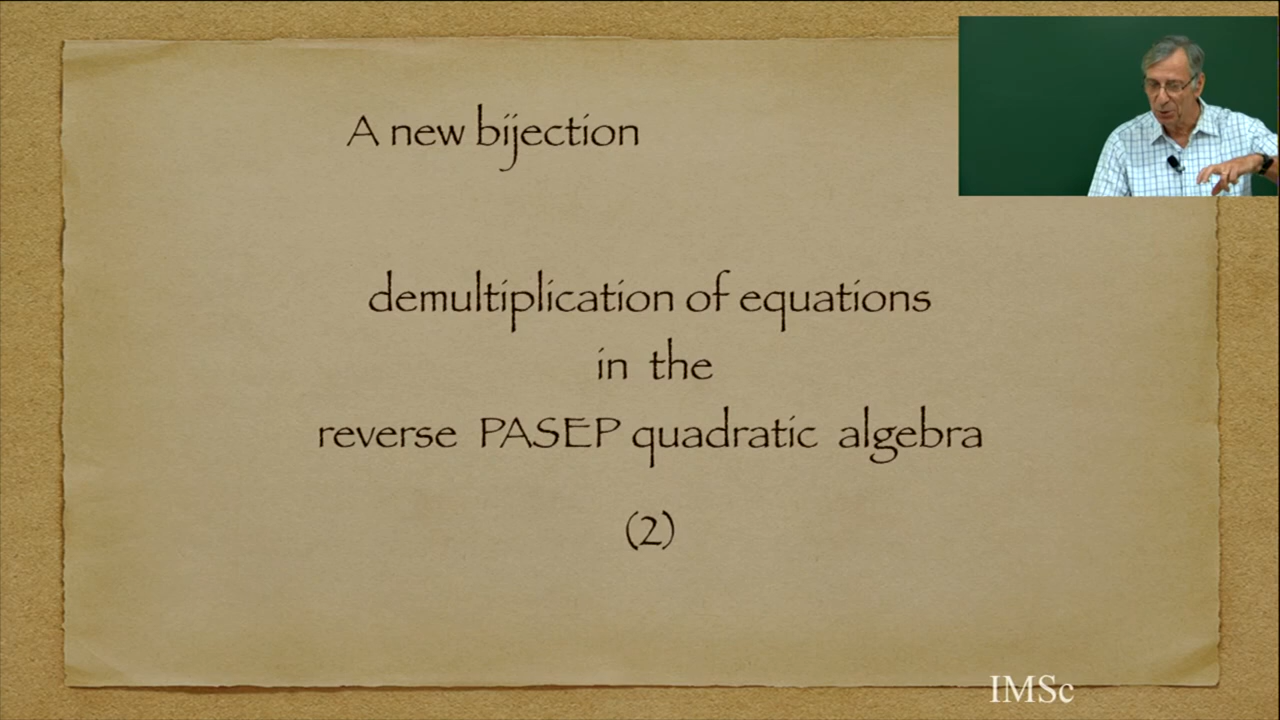 A new bijection
demultiplication of equations
in the
reverse PASEP quadratic algebra
(2)
IMSc